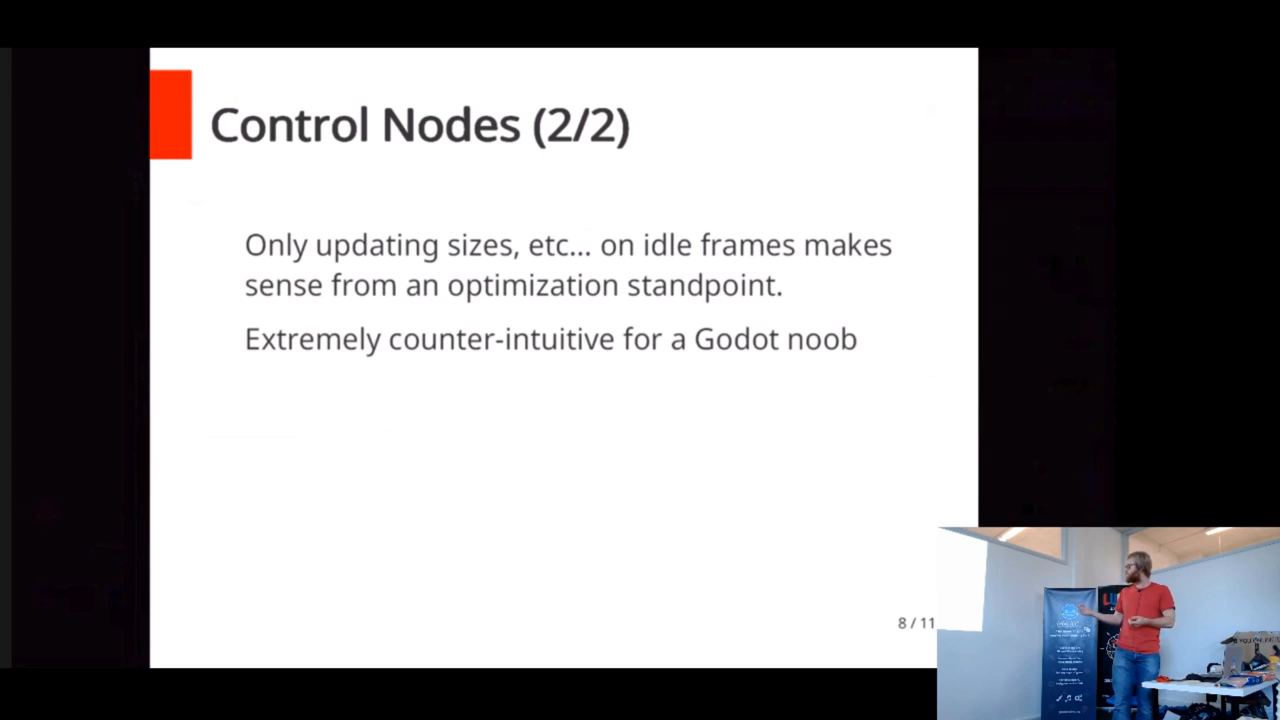 Control Nodes (2/2)
Only updating sizes, etc... on idle frames makes
sense from an optimization standpoint.
Extremely counter-intuitive for a Godot noob
8 / 11